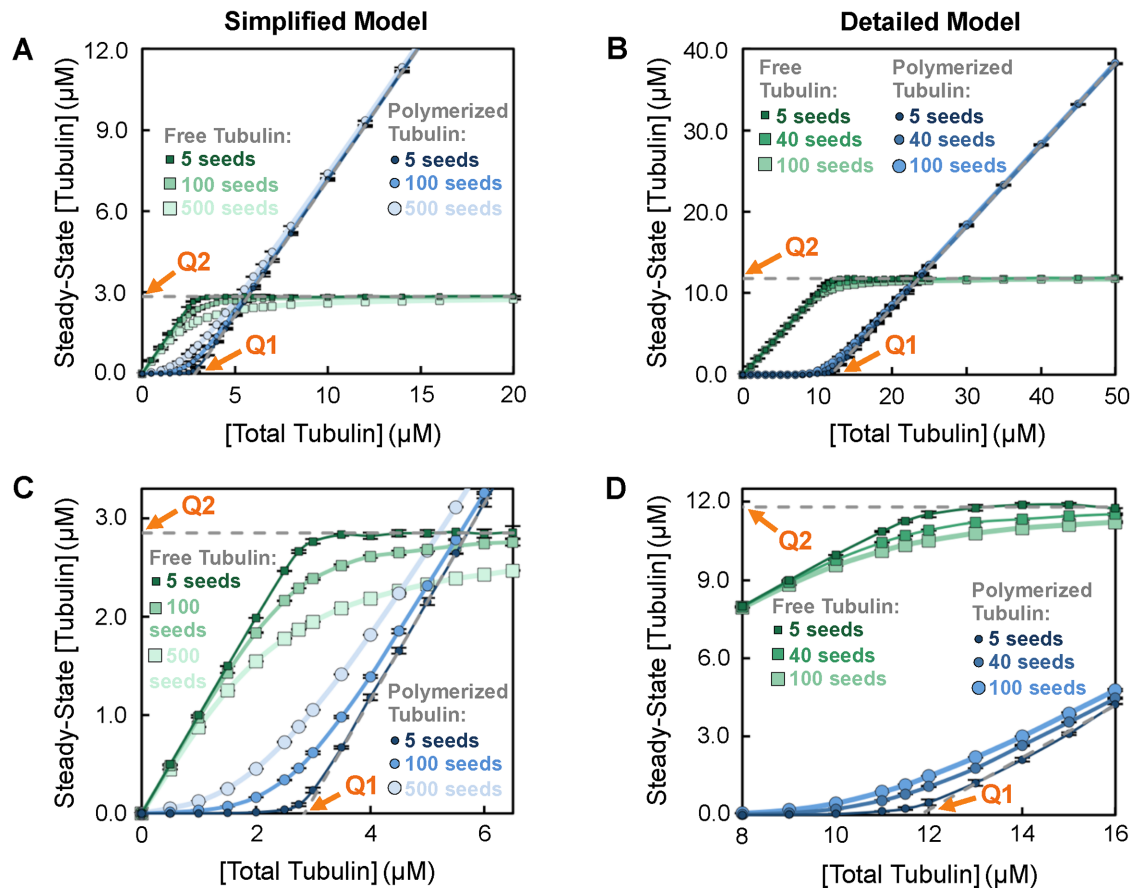 Simplified Model
Detailed Model
A
12.0
9.0
6.0
3.0
0.0
Steady-State [Tubulin] (µM)
Free Tubulin:
5 seeds
100 seeds
500 seeds
Polymerized
Tubulin:
5 seeds
100 seeds
500 seeds
Q2
Q1
0 5 10 15 20
[Total Tubulin] (µM)
B
40.0
30.0
20.0
10.0
0.0
Steady-State [Tubulin] (µM)
Free
Tubulin:
5 seeds
40 seeds
100 seeds
Polymerized
Tubulin:
5 seeds
40 seeds
100 seeds
Q2
Q1
0 10 20 30 40 50
[Total Tubulin] (µM)
C
3.0
2.0
1.0
0.0
Steady-State [Tubulin] (µM)
Q2
Free
Tubulin:
5 seeds
100
seeds
500
seeds
Polymerized
Tubulin:
5 seeds
100 seeds
500 seeds
Q1
0 2 4 6
[Total Tubulin] (µM)
D
12.0
9.0
6.0
3.0
0.0
Steady-State [Tubulin] (µM)
Q2
Free
Tubulin:
5 seeds
40 seeds
100 seeds
Polymerized
Tubulin:
5 seeds
40 seeds
100 seeds
Q1
8 10 12 14 16
[Total Tubulin] (µM)